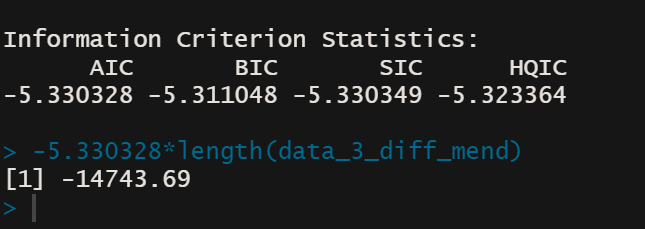 Information Criterion Statistics:
AIC BIC SIC HQIC
-5.330328 -5.311048 -5.330349 -5.323364
> -5.330328*length(data_3_diff_mend)
[1] -14743.69
>